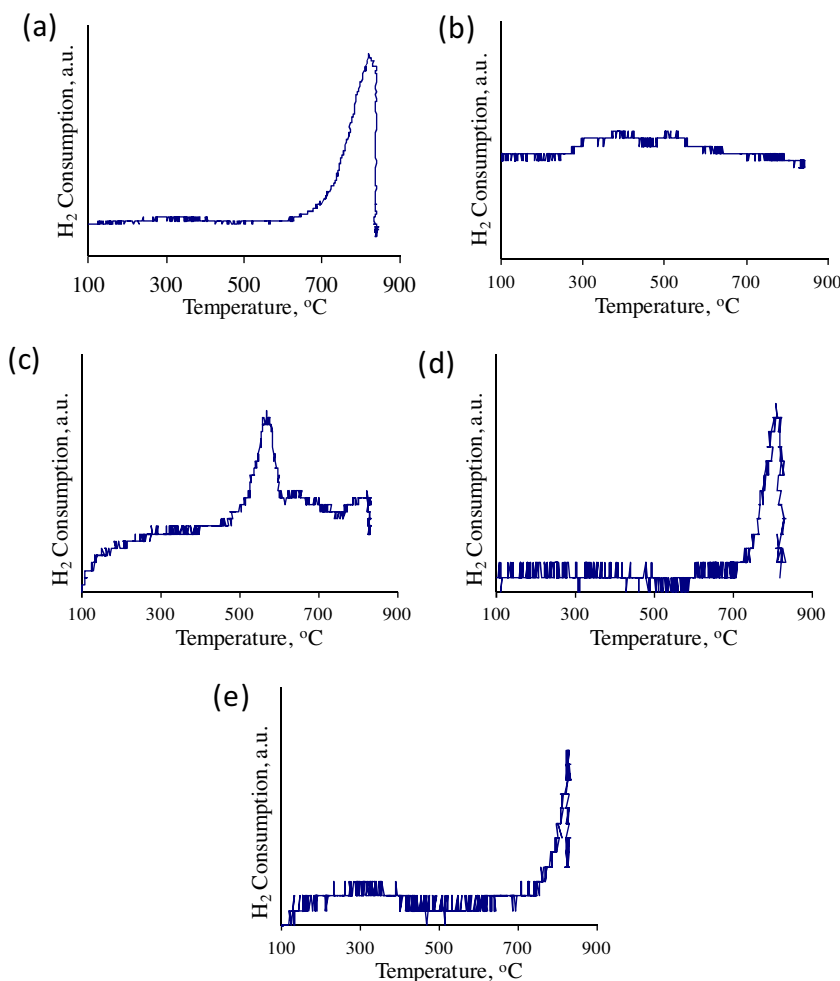 (a)
H₂ Consumption, a.u.
100 300 500 700 900
Temperature, °C
(b)
H₂ Consumption, a.u.
100 300 500 700 900
Temperature, °C
(c)
H₂ Consumption, a.u.
100 300 500 700 900
Temperature, °C
(d)
H₂ Consumption, a.u.
100 300 500 700 900
Temperature, °C
(e)
H₂ Consumption, a.u.
100 300 500 700 900
Temperature, °C